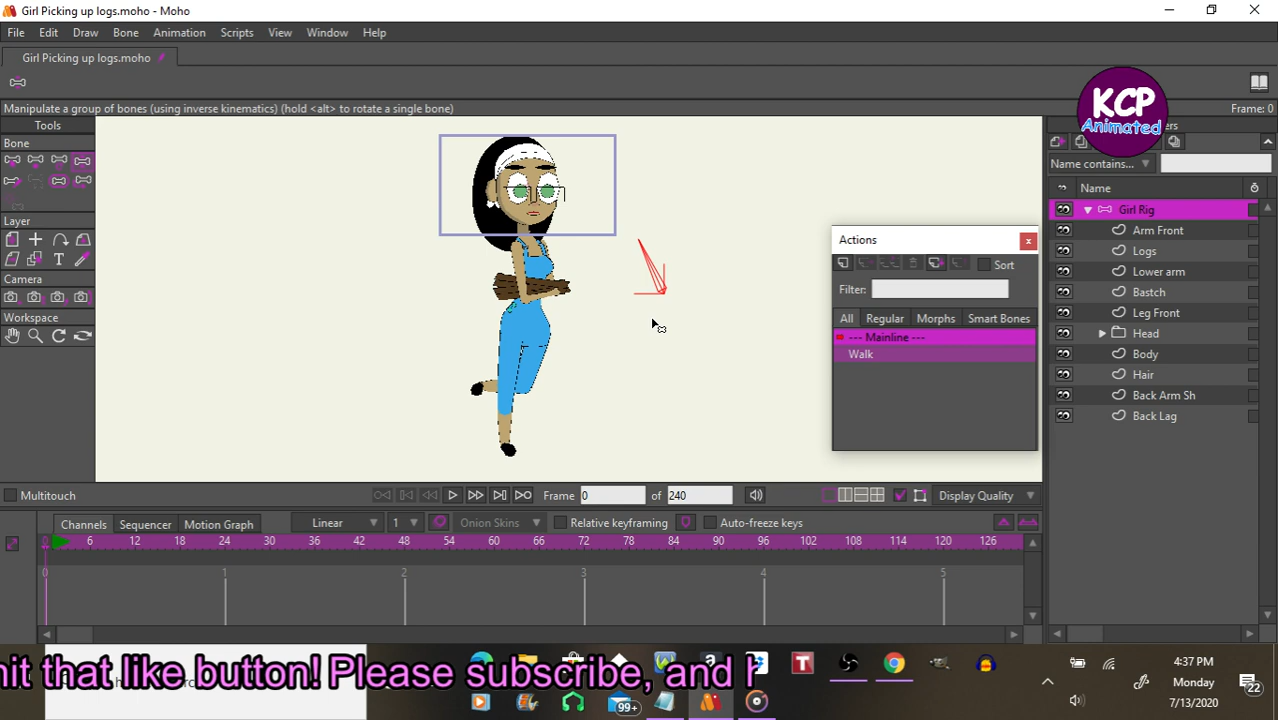 Girl Picking up logs.moho - Moho
File Edit Draw Bone Animation Scripts View Window Help
Girl Picking up logs.moho
Manipulate a group of bones (using inverse kinematics) (hold <alt> to rotate a single bone)
Frame: 0
KCP
Animated
Tools
Bone
Layer
Camera
Workspace
Name contains...
Name
Girl Rig
Arm Front
Logs
Lower arm
Bastch
Leg Front
Head
Body
Hair
Back Arm Sh
Back Lag
Actions
Sort
Filter:
All Regular Morphs Smart Bones
--- Mainline ---
Walk
Multitouch
Frame 0 of 240
Display Quality
Channels Sequencer Motion Graph Linear 1 Onion Skins Relative keyframing Auto-freeze keys
0 6 12 18 24 30 36 42 48 54 60 66 72 78 84 90 96 102 108 114 120 126
0 1 2 3 4 5
hit that like button! Please subscribe, and h
4:37 PM
Monday
7/13/2020
22
99+